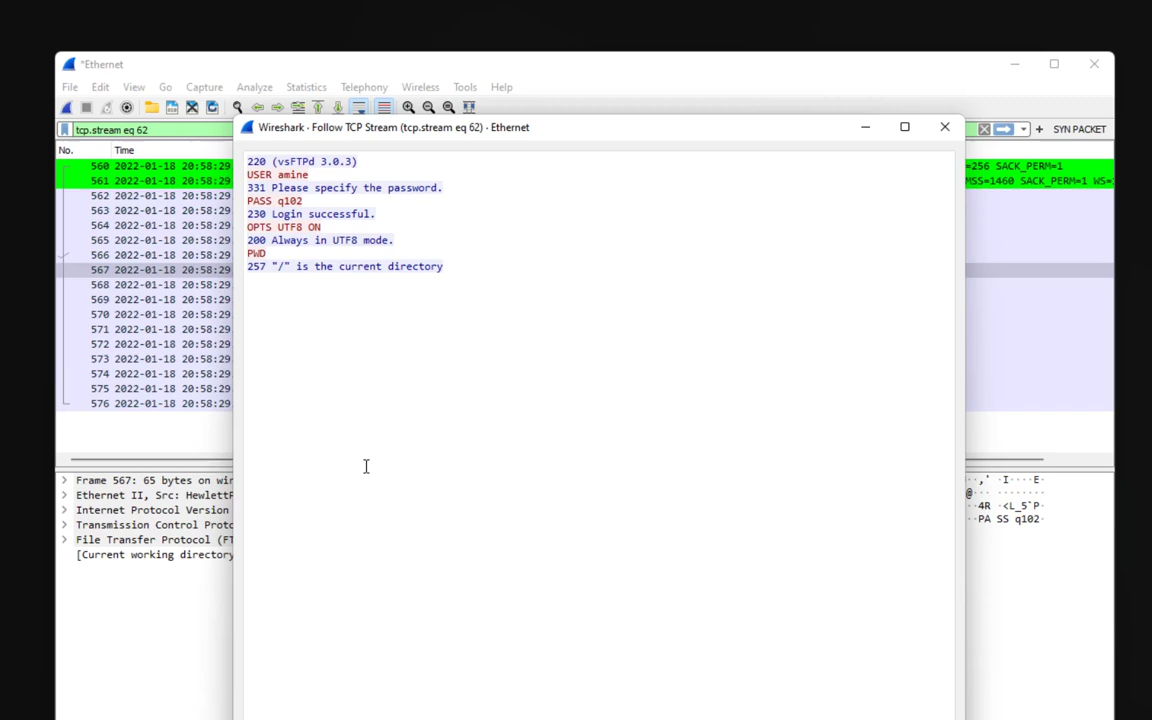 *Ethernet
File Edit View Go Capture Analyze Statistics Telephony Wireless Tools Help
tcp.stream eq 62
+ SYN PACKET
Wireshark · Follow TCP Stream (tcp.stream eq 62) · Ethernet
No. Time
560 2022-01-18 20:58:29 =256 SACK_PERM=1
561 2022-01-18 20:58:29 MSS=1460 SACK_PERM=1 WS=
562 2022-01-18 20:58:29
563 2022-01-18 20:58:29
564 2022-01-18 20:58:29
565 2022-01-18 20:58:29
566 2022-01-18 20:58:29
567 2022-01-18 20:58:29
568 2022-01-18 20:58:29
569 2022-01-18 20:58:29
570 2022-01-18 20:58:29
571 2022-01-18 20:58:29
572 2022-01-18 20:58:29
573 2022-01-18 20:58:29
574 2022-01-18 20:58:29
575 2022-01-18 20:58:29
576 2022-01-18 20:58:29
220 (vsFTPd 3.0.3)
USER amine
331 Please specify the password.
PASS q102
230 Login successful.
OPTS UTF8 ON
200 Always in UTF8 mode.
PWD
257 "/" is the current directory
Frame 567: 65 bytes on wir
Ethernet II, Src: HewlettP
Internet Protocol Version
Transmission Control Proto
File Transfer Protocol (FT
[Current working directory
··,' ·I····E·
@··· ········
·4R ·<L_5`P·
··PA SS q102·